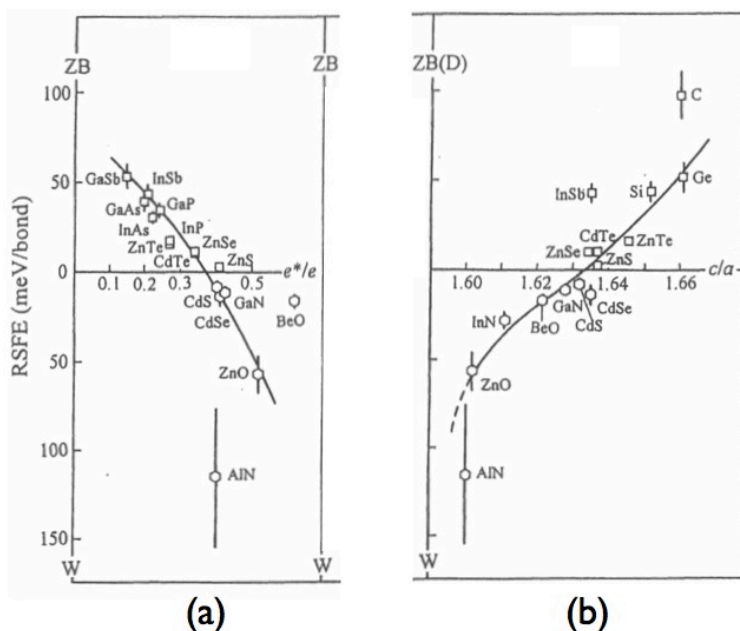 ZB ZB
100
GaSb InSb
50
GaAs GaP
InAs InP
ZnTe ZnSe
CdTe ZnS
0
0.1 0.2 0.3 0.5 e*/e
CdS GaN
CdSe BeO
50
ZnO
100
AlN
150
W W
RSFE (meV/bond)
(a)
ZB(D)
C
Ge
InSb Si
CdTe
ZnSe ZnTe
ZnS
1.60 1.62 1.64 1.66 c/a
GaN CdSe
InN CdS
BeO
ZnO
AlN
W
(b)